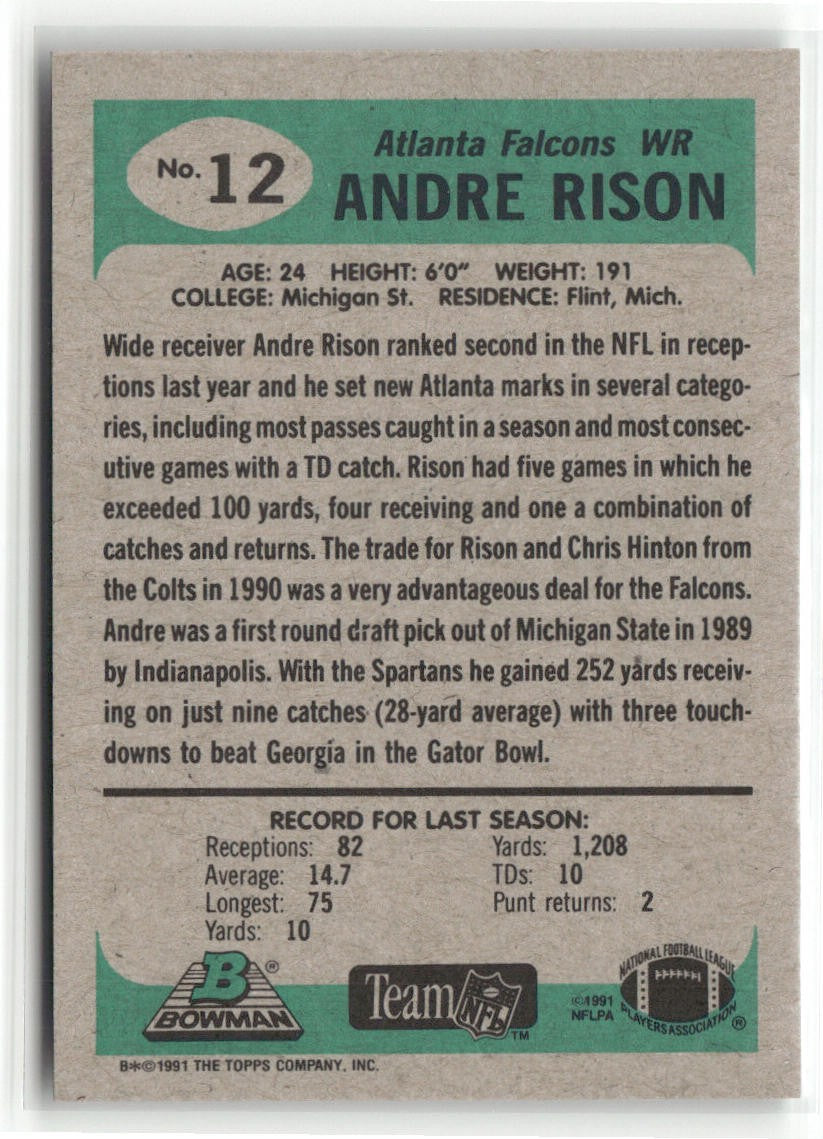 No. 12
Atlanta Falcons WR
ANDRE RISON
AGE: 24 HEIGHT: 6'0" WEIGHT: 191
COLLEGE: Michigan St. RESIDENCE: Flint, Mich.
Wide receiver Andre Rison ranked second in the NFL in recep-
tions last year and he set new Atlanta marks in several catego-
ries, including most passes caught in a season and most consec-
utive games with a TD catch. Rison had five games in which he
exceeded 100 yards, four receiving and one a combination of
catches and returns. The trade for Rison and Chris Hinton from
the Colts in 1990 was a very advantageous deal for the Falcons.
Andre was a first round draft pick out of Michigan State in 1989
by Indianapolis. With the Spartans he gained 252 yards receiv-
ing on just nine catches (28-yard average) with three touch-
downs to beat Georgia in the Gator Bowl.
RECORD FOR LAST SEASON:
Receptions: 82 Yards: 1,208
Average: 14.7 TDs: 10
Longest: 75 Punt returns: 2
Yards: 10
B®
BOWMAN
Team NFL™
©1991
NFLPA
NATIONAL FOOTBALL LEAGUE
PLAYERS ASSOCIATION®
B*©1991 THE TOPPS COMPANY, INC.